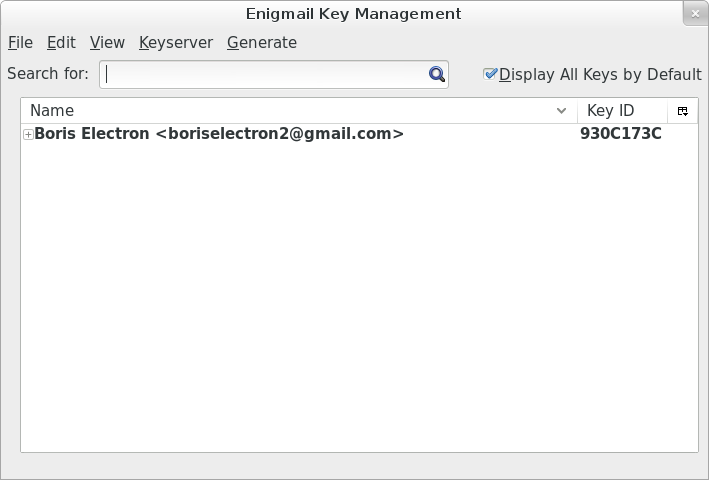 Enigmail Key Management
File Edit View Keyserver Generate
Search for: Display All Keys by Default
Name Key ID
Boris Electron <boriselectron2@gmail.com> 930C173C